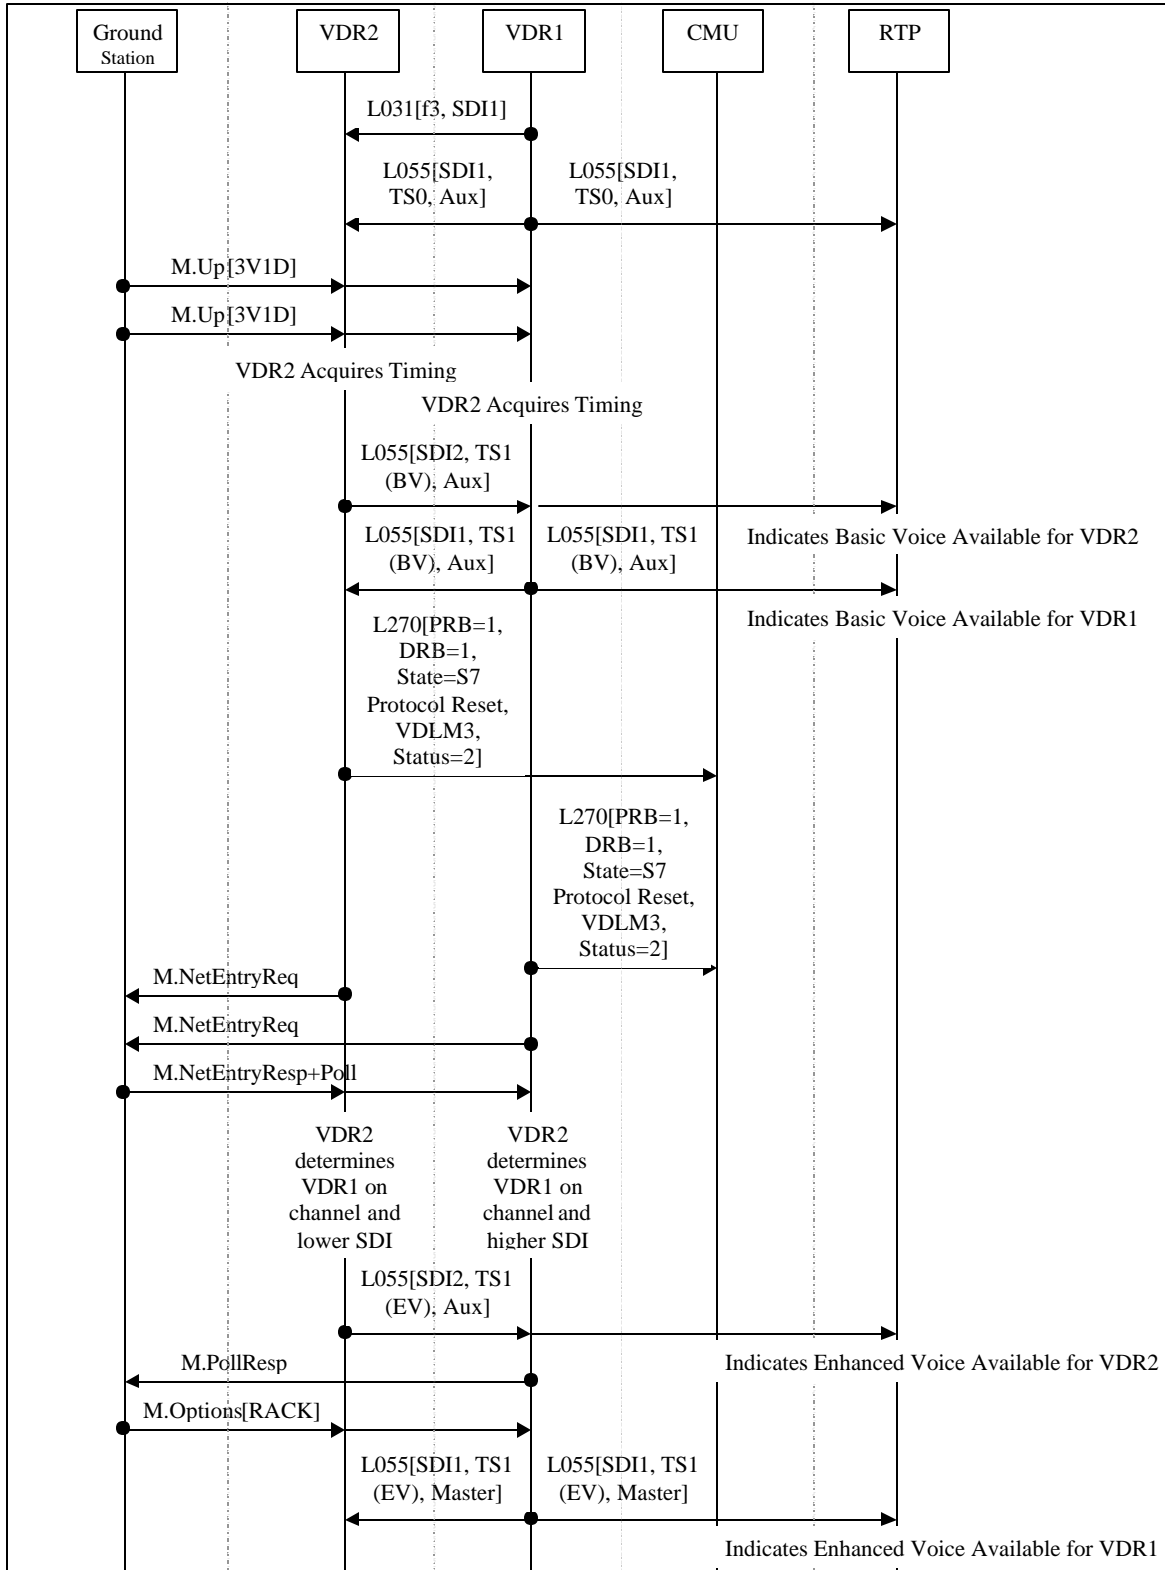 Ground
Station
VDR2
VDR1
CMU
RTP
L031[f3, SDI1]
L055[SDI1,
TS0, Aux]
L055[SDI1,
TS0, Aux]
M.Up[3V1D]
M.Up[3V1D]
VDR2 Acquires Timing
VDR2 Acquires Timing
L055[SDI2, TS1
(BV), Aux]
Indicates Basic Voice Available for VDR2
L055[SDI1, TS1
(BV), Aux]
L055[SDI1, TS1
(BV), Aux]
Indicates Basic Voice Available for VDR1
L270[PRB=1,
DRB=1,
State=S7
Protocol Reset,
VDLM3,
Status=2]
L270[PRB=1,
DRB=1,
State=S7
Protocol Reset,
VDLM3,
Status=2]
M.NetEntryReq
M.NetEntryReq
M.NetEntryResp+Poll
VDR2
determines
VDR1 on
channel and
lower SDI
VDR2
determines
VDR1 on
channel and
higher SDI
L055[SDI2, TS1
(EV), Aux]
Indicates Enhanced Voice Available for VDR2
M.PollResp
M.Options[RACK]
L055[SDI1, TS1
(EV), Master]
L055[SDI1, TS1
(EV), Master]
Indicates Enhanced Voice Available for VDR1